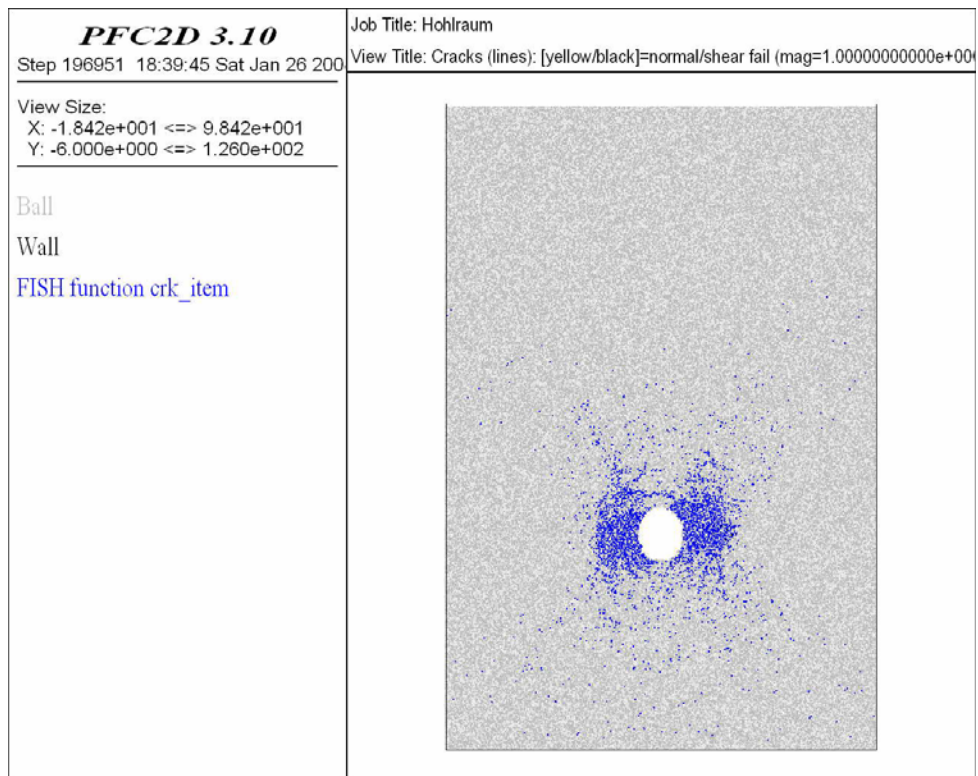 PFC2D 3.10
Step 196951 18:39:45 Sat Jan 26 200
View Size:
X: -1.842e+001 <=> 9.842e+001
Y: -6.000e+000 <=> 1.260e+002
Ball
Wall
FISH function crk_item
Job Title: Hohlraum
View Title: Cracks (lines): [yellow/black]=normal/shear fail (mag=1.00000000000e+00